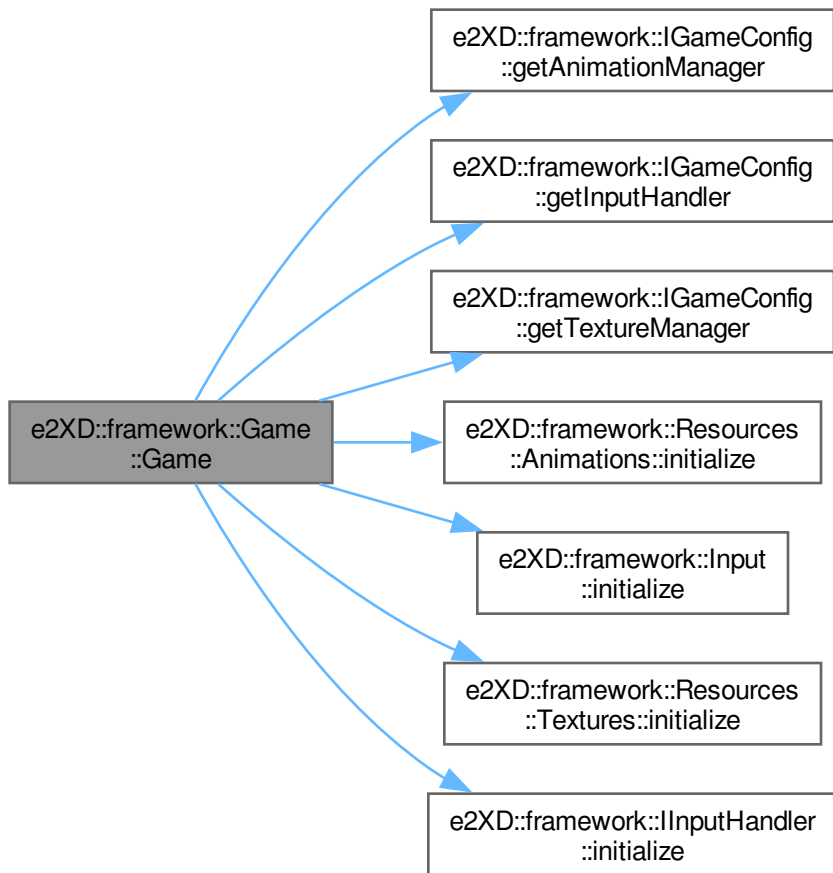 e2XD::framework::IGameConfig
::getAnimationManager
e2XD::framework::IGameConfig
::getInputHandler
e2XD::framework::IGameConfig
::getTextureManager
e2XD::framework::Game
::Game
e2XD::framework::Resources
::Animations::initialize
e2XD::framework::Input
::initialize
e2XD::framework::Resources
::Textures::initialize
e2XD::framework::IInputHandler
::initialize